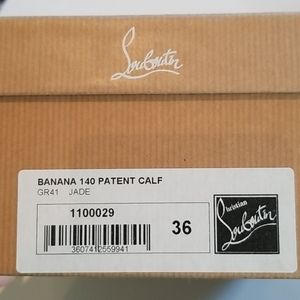 Louboutin
BANANA 140 PATENT CALF
GR41 JADE
1100029
36
3607412559941
Christian
Louboutin